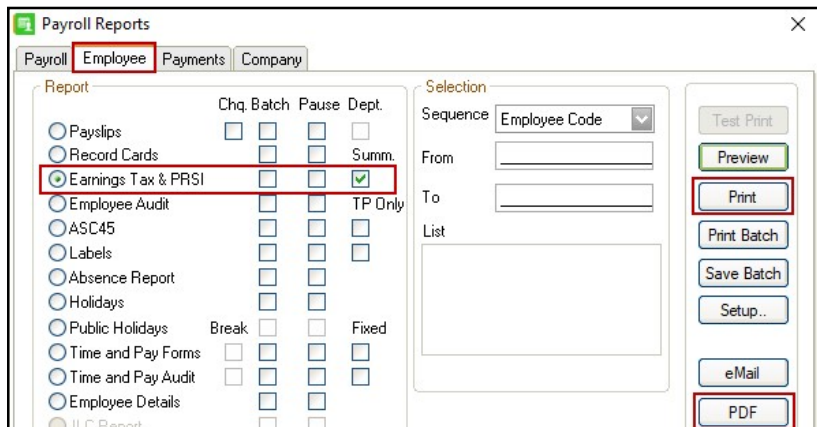 Payroll Reports
Payroll Employee Payments Company
Report
Chq. Batch Pause Dept.
Payslips
Record Cards Summ.
Earnings Tax & PRSI
Employee Audit TP Only
ASC45
Labels
Absence Report
Holidays
Public Holidays Break Fixed
Time and Pay Forms
Time and Pay Audit
Employee Details
Selection
Sequence Employee Code
From
To
List
Test Print
Preview
Print
Print Batch
Save Batch
Setup..
eMail
PDF